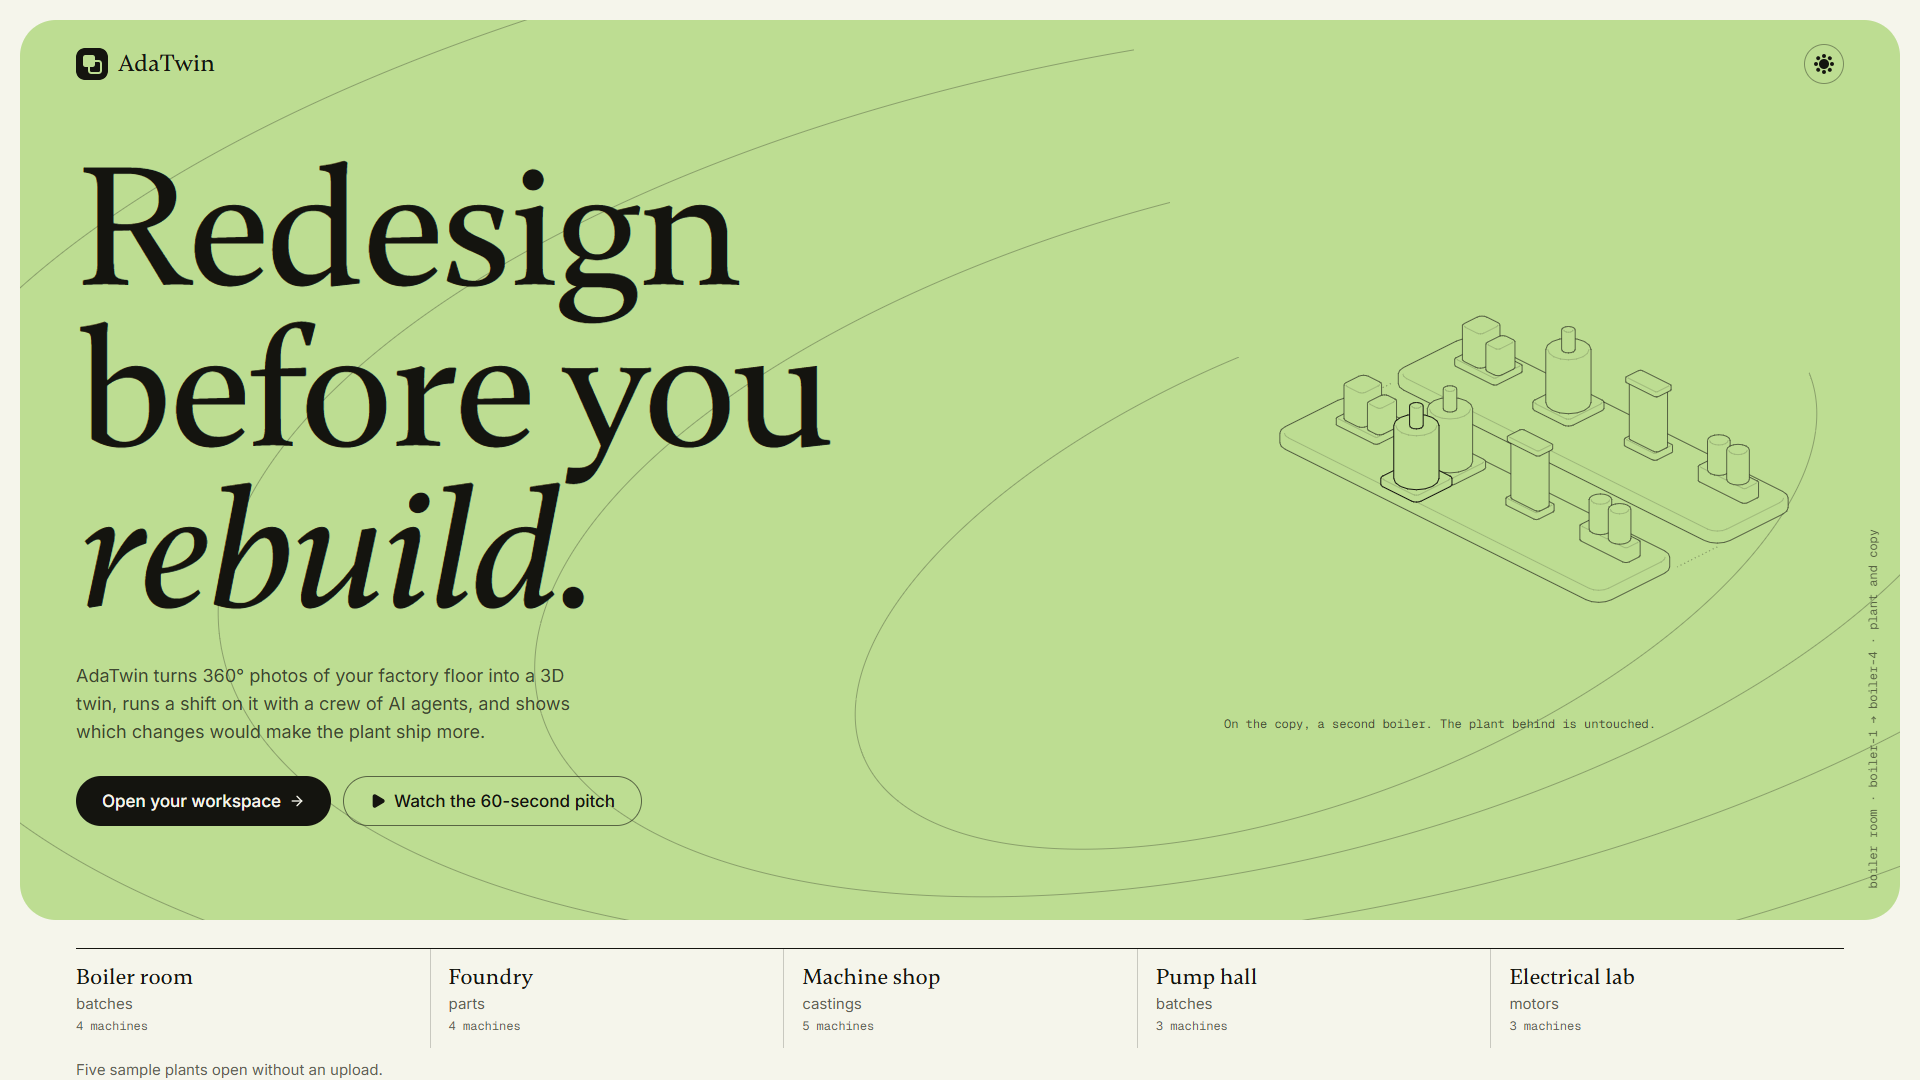 AdaTwin
Redesign
before you
rebuild.
AdaTwin turns 360° photos of your factory floor into a 3D
twin, runs a shift on it with a crew of AI agents, and shows
which changes would make the plant ship more.
Open your workspace →
Watch the 60-second pitch
On the copy, a second boiler. The plant behind is untouched.
boiler room · boiler-1 → boiler-4 · plant and copy
Boiler room
batches
4 machines
Foundry
parts
4 machines
Machine shop
castings
5 machines
Pump hall
batches
3 machines
Electrical lab
motors
3 machines
Five sample plants open without an upload.